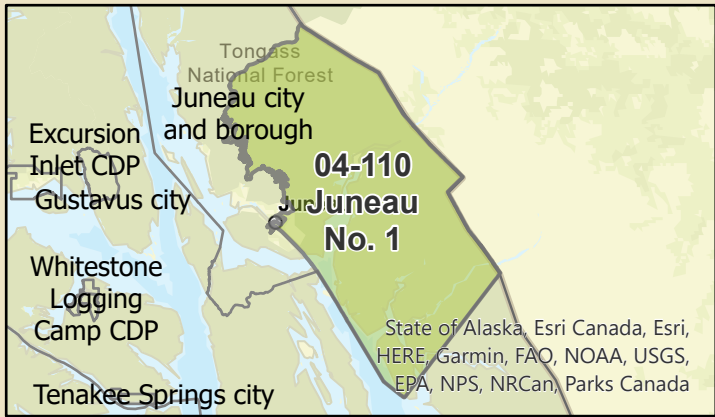 Tongass
National Forest
Juneau city
and borough
Excursion
Inlet CDP
Gustavus city
04-110
Juneau
No. 1
Whitestone
Logging
Camp CDP
Tenakee Springs city
State of Alaska, Esri Canada, Esri,
HERE, Garmin, FAO, NOAA, USGS,
EPA, NPS, NRCan, Parks Canada